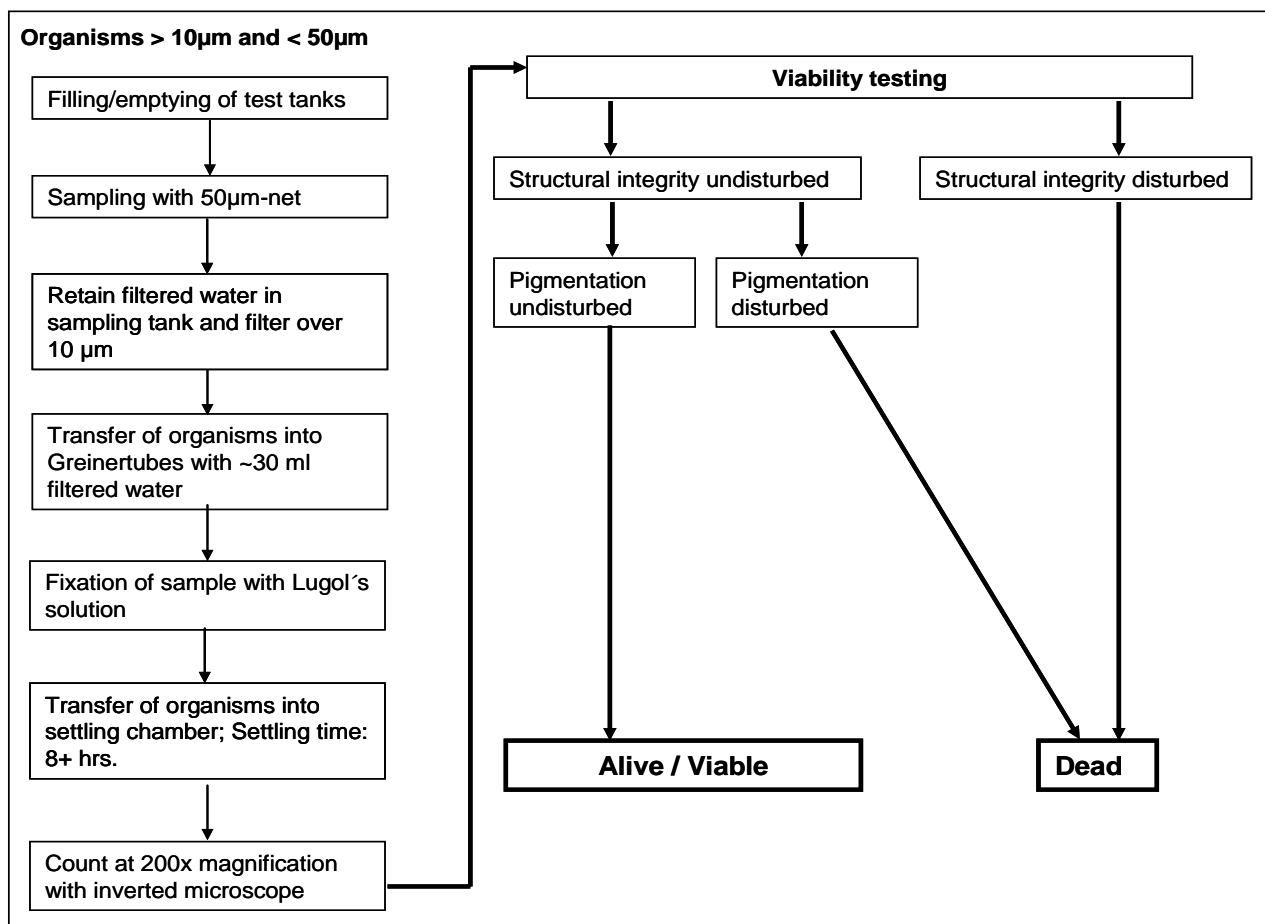 Organisms > 10µm and < 50µm
Filling/emptying of test tanks
Sampling with 50µm-net
Retain filtered water in
sampling tank and filter over
10 µm
Transfer of organisms into
Greinertubes with ~30 ml
filtered water
Fixation of sample with Lugol´s
solution
Transfer of organisms into
settling chamber; Settling time:
8+ hrs.
Count at 200x magnification
with inverted microscope
Viability testing
Structural integrity undisturbed
Structural integrity disturbed
Pigmentation
undisturbed
Pigmentation
disturbed
Alive / Viable
Dead